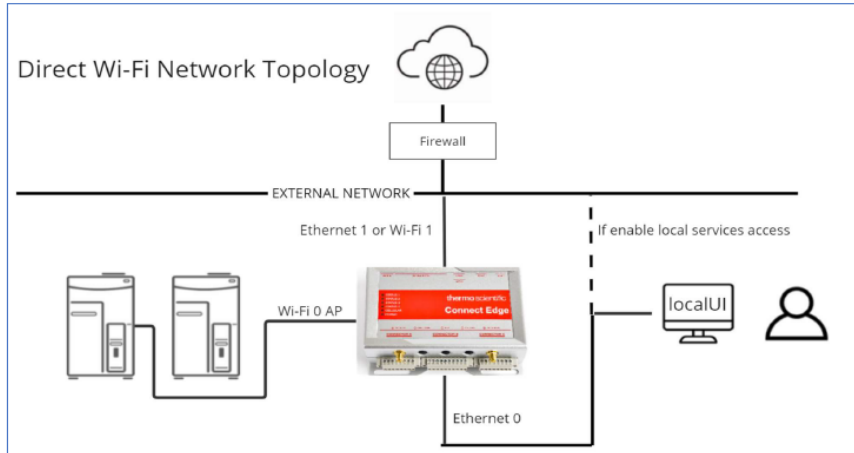 Direct Wi-Fi Network Topology
Firewall
EXTERNAL NETWORK
Ethernet 1 or Wi-Fi 1
If enable local services access
Wi-Fi 0 AP
thermo scientific
Connect Edge
localUI
Ethernet 0